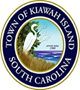 TOWN OF KIAWAH ISLAND
SOUTH CAROLINA